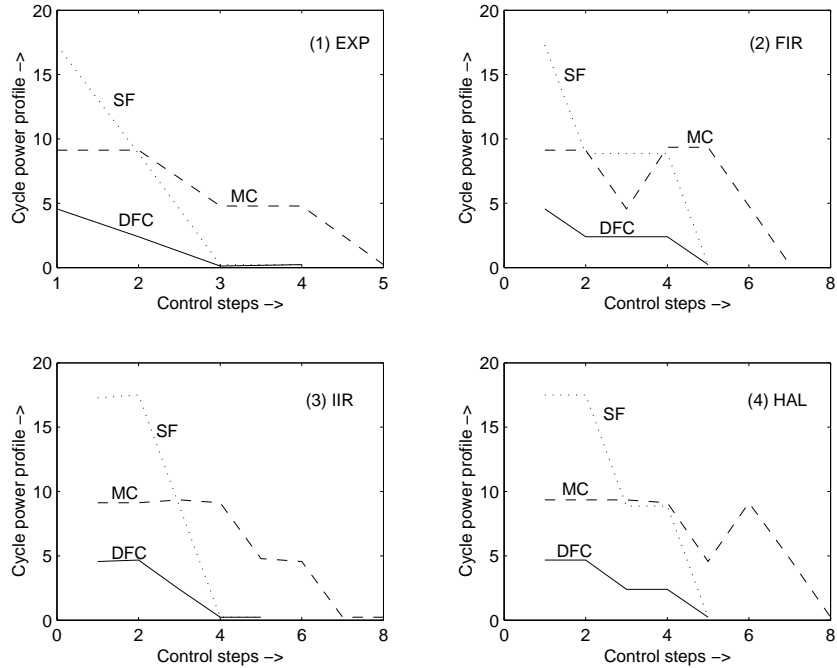 20
15
10
5
0
1
2
3
4
5
Cycle power profile −>
Control steps −>
(1) EXP
SF
MC
DFC
20
15
10
5
0
0
2
4
6
8
Cycle power profile −>
Control steps −>
(2) FIR
SF
MC
DFC
20
15
10
5
0
0
2
4
6
8
Cycle power profile −>
Control steps −>
(3) IIR
SF
MC
DFC
20
15
10
5
0
0
2
4
6
8
Cycle power profile −>
Control steps −>
(4) HAL
SF
MC
DFC